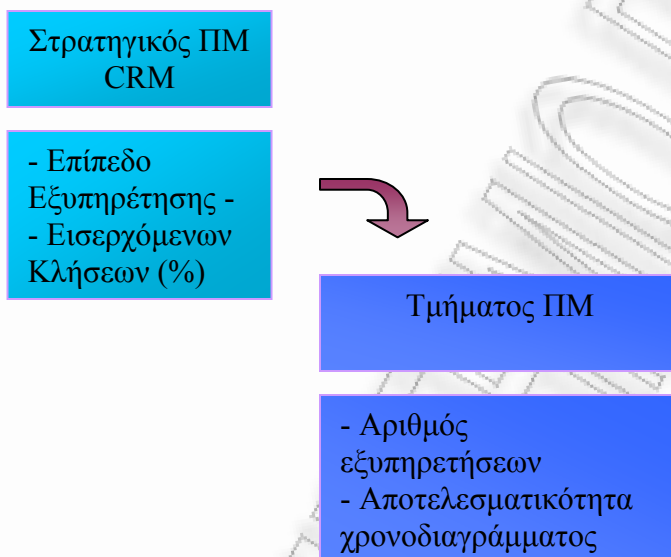 Στρατηγικός ΠΜ
CRM
- Επίπεδο
Εξυπηρέτησης -
- Εισερχόμενων
Κλήσεων (%)
Τμήματος ΠΜ
- Αριθμός
εξυπηρετήσεων
- Αποτελεσματικότητα
χρονοδιαγράμματος